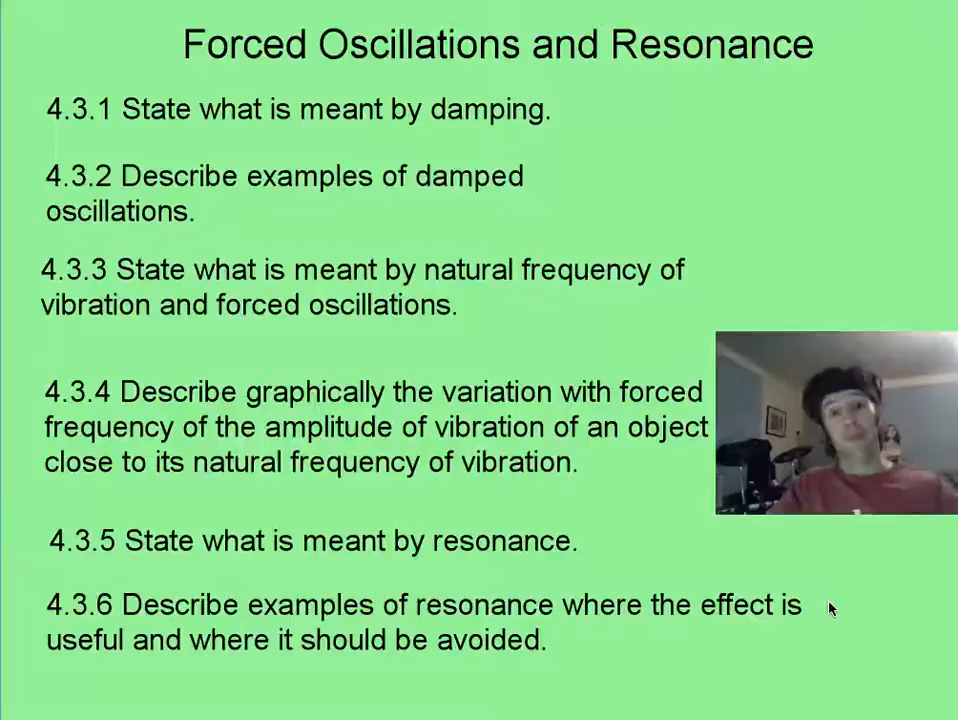 Forced Oscillations and Resonance
4.3.1 State what is meant by damping.
4.3.2 Describe examples of damped
oscillations.
4.3.3 State what is meant by natural frequency of
vibration and forced oscillations.
4.3.4 Describe graphically the variation with forced
frequency of the amplitude of vibration of an object
close to its natural frequency of vibration.
4.3.5 State what is meant by resonance.
4.3.6 Describe examples of resonance where the effect is
useful and where it should be avoided.